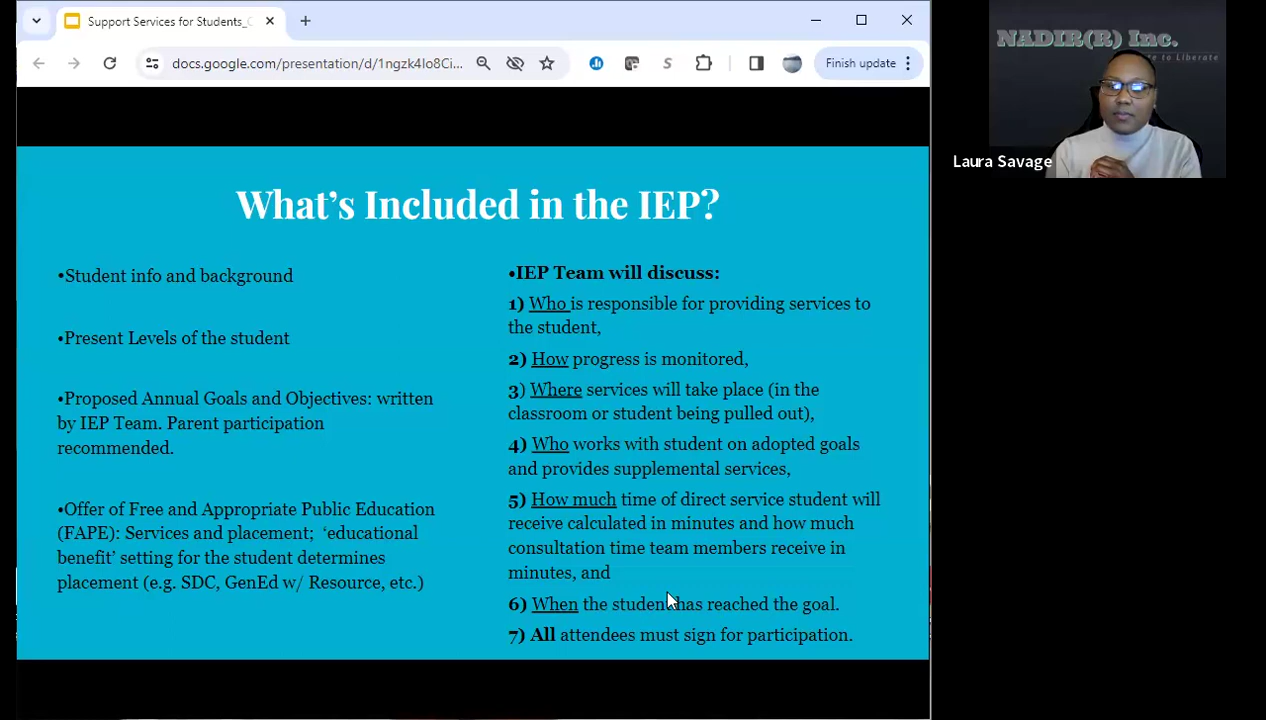 Support Services for Students_
docs.google.com/presentation/d/1ngzk4Io8Ci...
Finish update
NADIR(R) Inc.
te to Liberate
Laura Savage
What's Included in the IEP?
•Student info and background
•Present Levels of the student
•Proposed Annual Goals and Objectives: written
by IEP Team. Parent participation
recommended.
•Offer of Free and Appropriate Public Education
(FAPE): Services and placement; ‘educational
benefit’ setting for the student determines
placement (e.g. SDC, GenEd w/ Resource, etc.)
•IEP Team will discuss:
1) Who is responsible for providing services to
the student,
2) How progress is monitored,
3) Where services will take place (in the
classroom or student being pulled out),
4) Who works with student on adopted goals
and provides supplemental services,
5) How much time of direct service student will
receive calculated in minutes and how much
consultation time team members receive in
minutes, and
6) When the student has reached the goal.
7) All attendees must sign for participation.